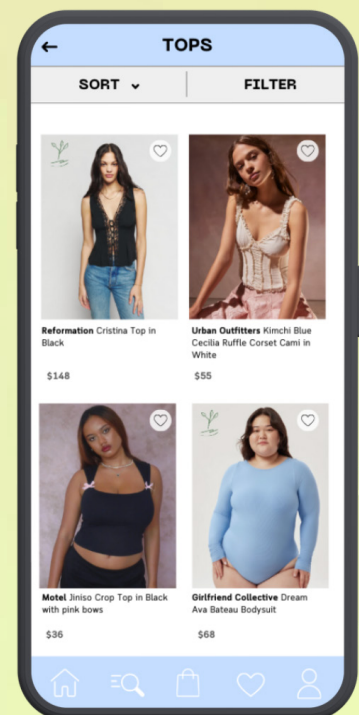 TOPS
SORT
FILTER
Reformation Cristina Top in
Black
$148
Urban Outfitters Kimchi Blue
Cecilia Ruffle Corset Cami in
White
$55
Motel Jiniso Crop Top in Black
with pink bows
$36
Girlfriend Collective Dream
Ava Bateau Bodysuit
$68